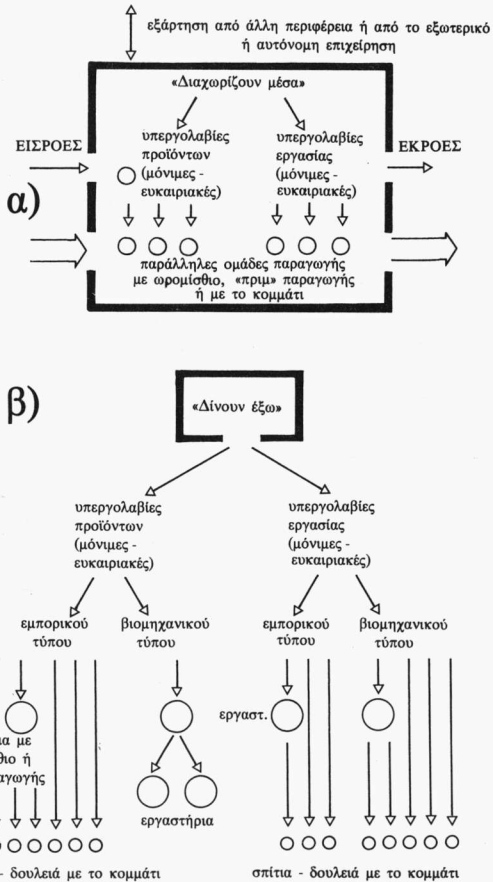 εξάρτηση από άλλη περιφέρεια ή από το εξωτερικό
ή αυτόνομη επιχείρηση
«Διαχωρίζουν μέσα»
ΕΙΣΡΟΕΣ
υπεργολαβίες
προϊόντων
(μόνιμες -
ευκαιριακές)
υπεργολαβίες
εργασίας
(μόνιμες -
ευκαιριακές)
ΕΚΡΟΕΣ
α)
παράλληλες ομάδες παραγωγής
με ωρομίσθιο, «πριμ» παραγωγής
ή με το κομμάτι
β)
«Δίνουν έξω»
υπεργολαβίες
προϊόντων
(μόνιμες -
ευκαιριακές)
υπεργολαβίες
εργασίας
(μόνιμες -
ευκαιριακές)
εμπορικού
τύπου
βιομηχανικού
τύπου
εμπορικού
τύπου
βιομηχανικού
τύπου
με
ή
εργαστήρια
εργαστ.
- δουλειά με το κομμάτι
σπίτια - δουλειά με το κομμάτι